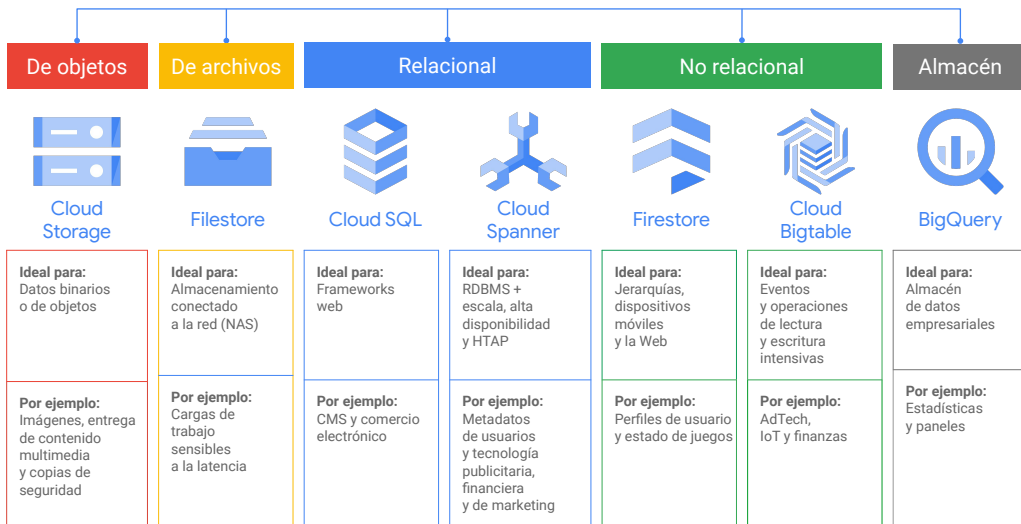 De objetos
De archivos
Relacional
No relacional
Almacén
Cloud
Storage
Filestore
Cloud SQL
Cloud
Spanner
Firestore
Cloud
Bigtable
BigQuery
Ideal para:
Datos binarios
o de objetos
Ideal para:
Almacenamiento
conectado
a la red (NAS)
Ideal para:
Frameworks
web
Ideal para:
RDBMS +
escala, alta
disponibilidad
y HTAP
Ideal para:
Jerarquías,
dispositivos
móviles
y la Web
Ideal para:
Eventos
y operaciones
de lectura
y escritura
intensivas
Ideal para:
Almacén
de datos
empresariales
Por ejemplo:
Imágenes, entrega
de contenido
multimedia
y copias de
seguridad
Por ejemplo:
Cargas de
trabajo
sensibles
a la latencia
Por ejemplo:
CMS y comercio
electrónico
Por ejemplo:
Metadatos
de usuarios
y tecnología
publicitaria,
financiera
y de marketing
Por ejemplo:
Perfiles de usuario
y estado de juegos
Por ejemplo:
AdTech,
IoT y finanzas
Por ejemplo:
Estadísticas
y paneles